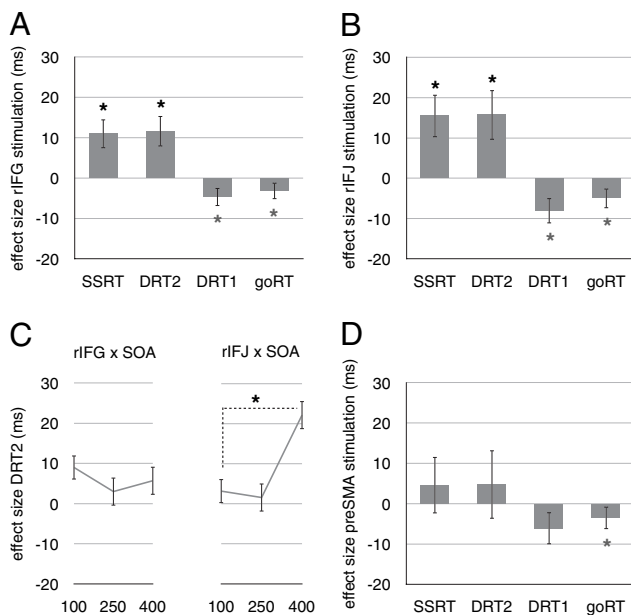 A
effect size rIFG stimulation (ms)
30
20
10
0
-10
-20
*
*
*
*
SSRT DRT2 DRT1 goRT
B
effect size rIFJ stimulation (ms)
30
20
10
0
-10
-20
*
*
*
*
SSRT DRT2 DRT1 goRT
C
rIFG x SOA rIFJ x SOA
effect size DRT2 (ms)
30
20
10
0
-10
-20
*
100 250 400 100 250 400
D
effect size preSMA stimulation (ms)
30
20
10
0
-10
-20
*
SSRT DRT2 DRT1 goRT